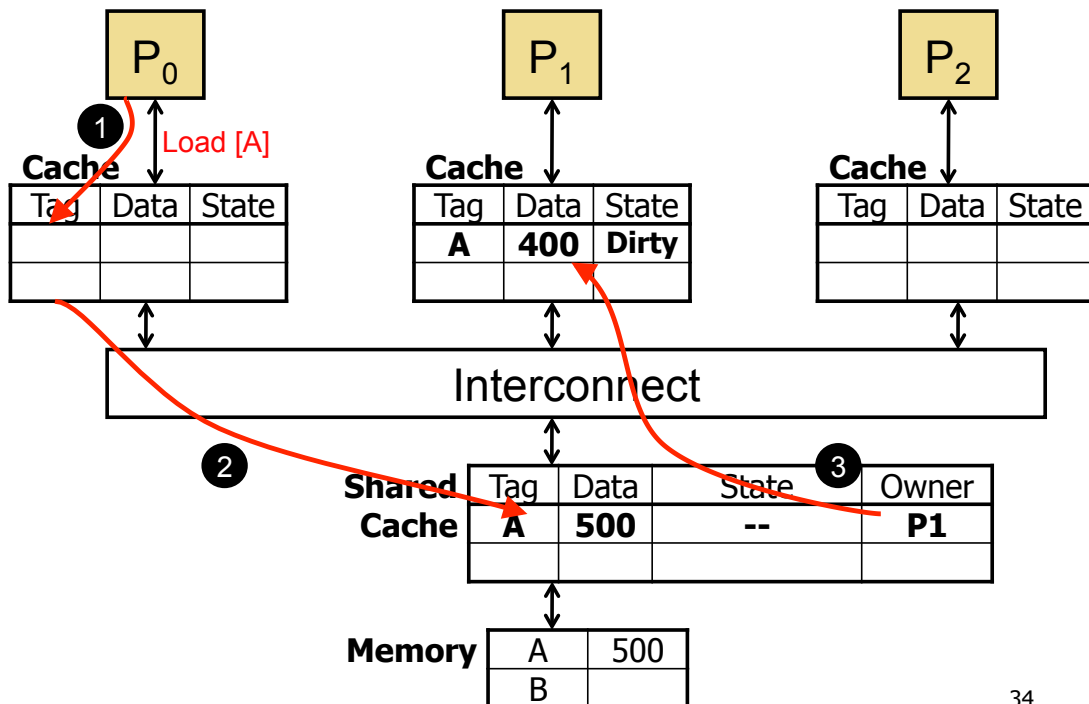 P0 P1 P2
1 Load [A]
Cache Cache Cache
Tag Data State Tag Data State Tag Data State
A 400 Dirty
Interconnect
2 3
Shared Tag Data State Owner
Cache A 500 -- P1
Memory A 500
B
34